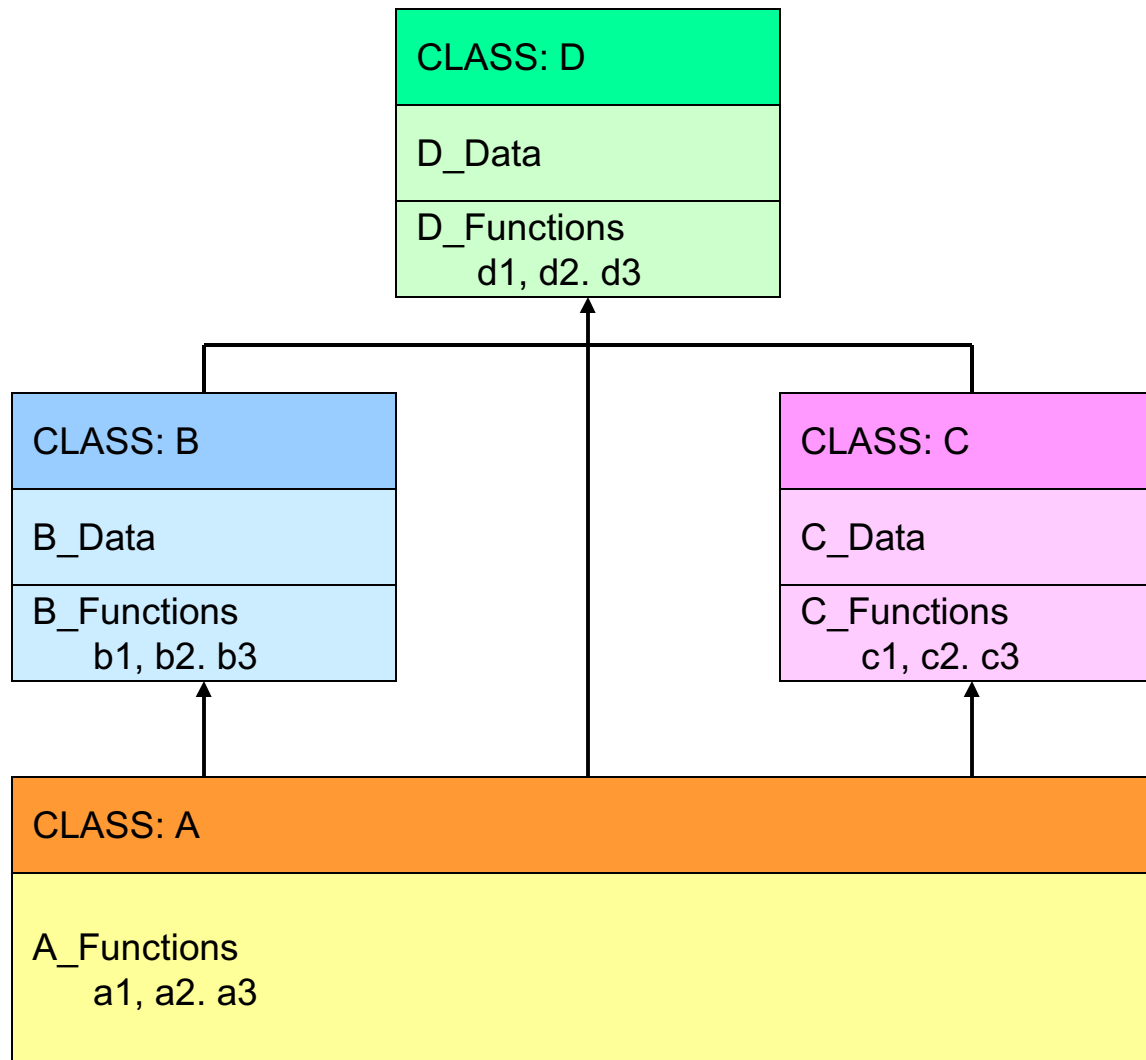 CLASS: D
D_Data
D_Functions
d1, d2. d3
CLASS: B
B_Data
B_Functions
b1, b2. b3
CLASS: C
C_Data
C_Functions
c1, c2. c3
CLASS: A
A_Functions
a1, a2. a3